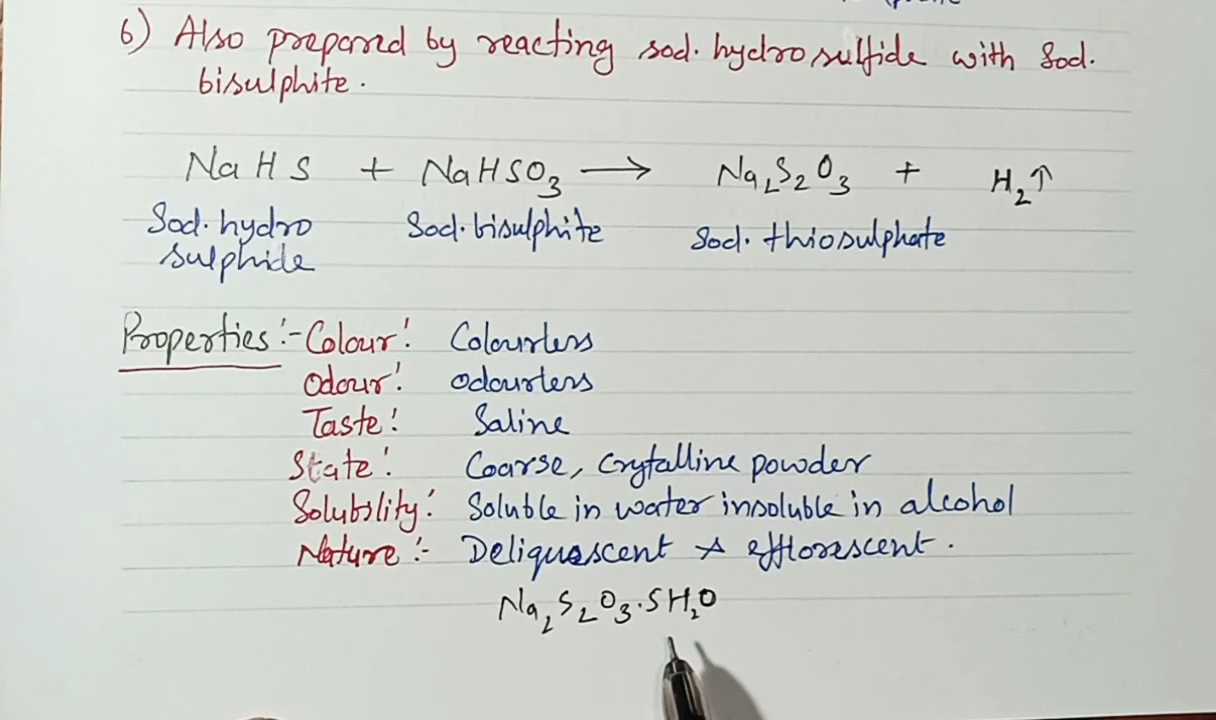 6) Also prepared by reacting sod. hydrosulfide with Sod.
bisulphite.
NaHS + NaHSO3 → Na2S2O3 + H2↑
Sod. hydro Sod. bisulphite Sod. thiosulphate
sulphide
Properties :- Colour : Colourless
Odour : odourless
Taste : Saline
State : Coarse, Crytalline powder
Solubility : Soluble in water insoluble in alcohol
Nature :- Deliquescent & efflorescent.
Na2S2O3.5H2O